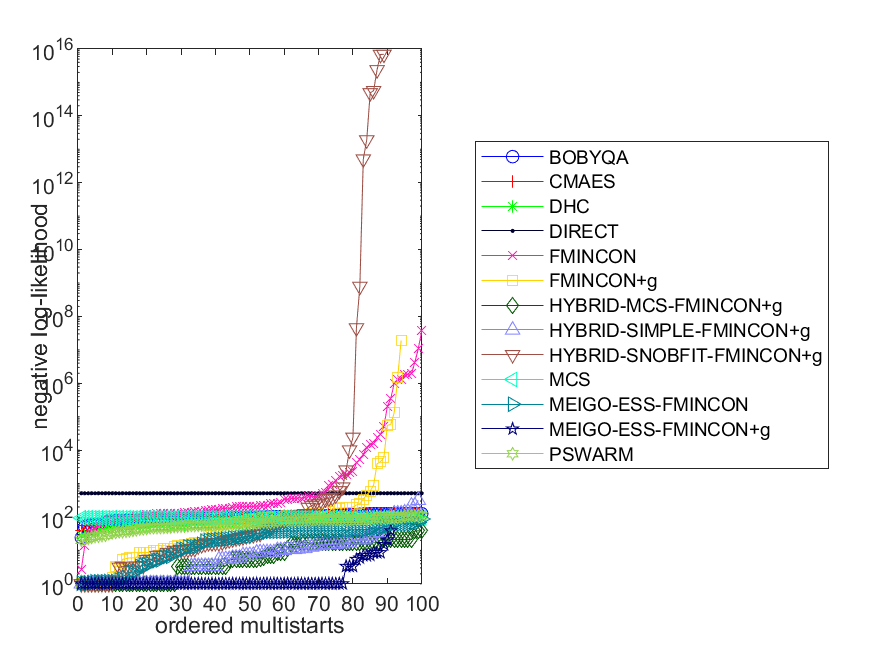 10^16
10^14
10^12
10^10
10^8
10^6
10^4
10^2
10^0
negative log-likelihood
0 10 20 30 40 50 60 70 80 90 100
ordered multistarts
BOBYQA
CMAES
DHC
DIRECT
FMINCON
FMINCON+g
HYBRID-MCS-FMINCON+g
HYBRID-SIMPLE-FMINCON+g
HYBRID-SNOBFIT-FMINCON+g
MCS
MEIGO-ESS-FMINCON
MEIGO-ESS-FMINCON+g
PSWARM